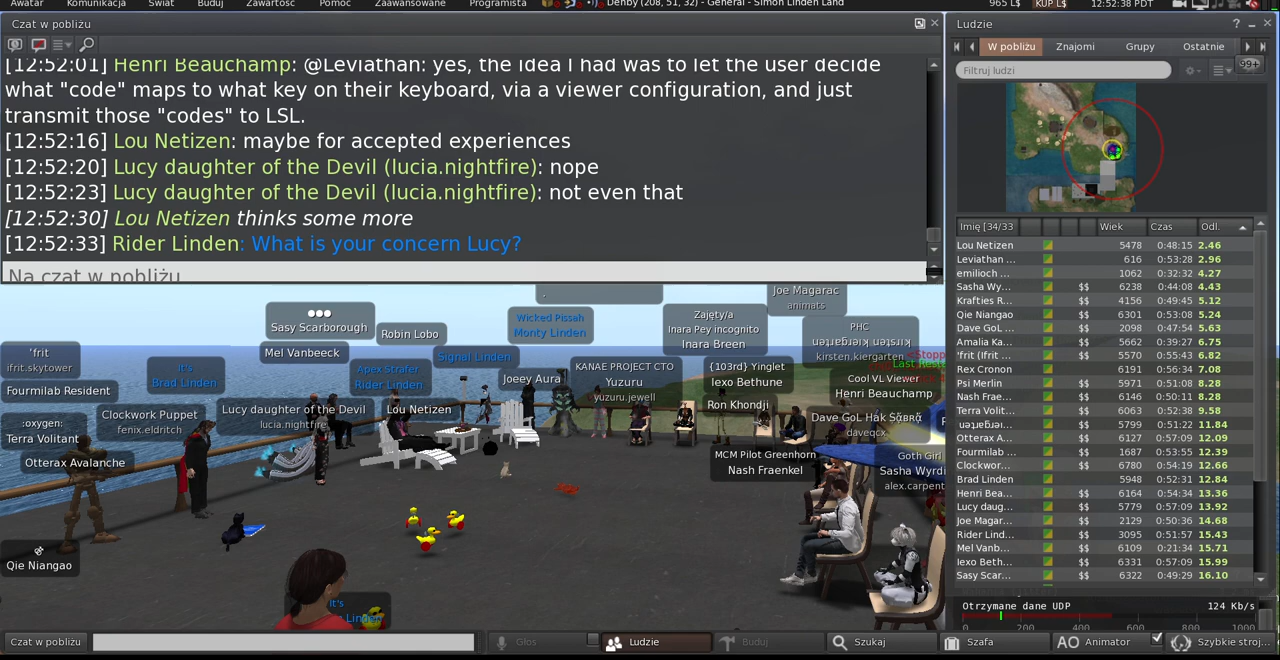 Awatar Komunikacja Świat Buduj Zawartość Pomoc Zaawansowane Programista Denby (208, 51, 32) - General - Simon Linden Land 965 L$ KUP L$ 12:52:38 PDT
Czat w pobliżu
[12:52:01] Henri Beauchamp: @Leviathan: yes, the idea I had was to let the user decide
what "code" maps to what key on their keyboard, via a viewer configuration, and just
transmit those "codes" to LSL.
[12:52:16] Lou Netizen: maybe for accepted experiences
[12:52:20] Lucy daughter of the Devil (lucia.nightfire): nope
[12:52:23] Lucy daughter of the Devil (lucia.nightfire): not even that
[12:52:30] Lou Netizen thinks some more
[12:52:33] Rider Linden: What is your concern Lucy?
Na czat w pobliżu
Joe Magarac
animats
Sasy Scarborough
Robin Lobo
Wicked Pissah
Monty Linden
Zajęty/a
Inara Pey incognito
Inara Breen
PHC
kirsten.kiergarten
'frit
ifrit.skytower
Mel Vanbeeck
Signal Linden
It's
Brad Linden
Apex Strafer
Rider Linden
Joeey Aura
KANAE PROJECT CTO
Yuzuru
yuzuru.jewell
{103rd} Yinglet
Iexo Bethune
Cool VL Viewer
Henri Beauchamp
Fourmilab Resident
Clockwork Puppet
fenix.eldritch
Lucy daughter of the Devil
lucia.nightfire
Lou Netizen
Ron Khondji
:oxygen:
Terra Volitant
daveqcx
Otterax Avalanche
MCM Pilot Greenhorn
Nash Fraenkel
Goth Girl
Sasha Wyrdi
alex.carpent
Qie Niangao
It's
Linden
Ludzie
? _ ×
W pobliżu Znajomi Grupy Ostatnie
99+
Filtruj ludzi
Imię [34/33 Wiek Czas Odl.
Lou Netizen 5478 0:48:15 2.46
Leviathan ... 616 0:53:28 2.96
emilioch ... 1062 0:32:32 4.27
Sasha Wy... $$ 6238 0:44:08 4.43
Krafties R... $$ 4156 0:49:45 5.12
Qie Niangao 6301 0:53:08 5.24
Dave GoL ... $$ 2098 0:47:54 5.63
Amalia Ka... $$ 5662 0:39:27 6.75
'frit (Ifrit ... $$ 5570 0:55:43 6.82
Rex Cronon $$ 6191 0:56:34 7.08
Psi Merlin $$ 5971 0:51:08 8.28
Nash Frae... $$ 6146 0:50:11 8.28
Terra Volit... $$ 6063 0:52:38 9.58
$$ 5799 0:51:22 11.84
Otterax A... $$ 6127 0:57:09 12.09
Fourmilab ... $$ 1687 0:53:55 12.39
Clockwor... $$ 6780 0:54:19 12.66
Brad Linden 5948 0:52:31 12.84
Henri Bea... $$ 6164 0:54:34 13.36
Lucy daug... $$ 5779 0:57:09 13.92
Joe Magar... $$ 2129 0:50:36 14.68
Rider Lind... $$ 3095 0:51:57 15.43
Mel Vanb... $$ 6109 0:21:34 15.71
Iexo Beth... $$ 6331 0:57:09 15.99
Sasy Scar... $$ 6322 0:49:29 16.10
Otrzymane dane UDP 124 Kb/s
0 200 400 600 800 1000
Czat w pobliżu Głos Ludzie Buduj Szukaj Szafa AO Animator Szybkie stroj...